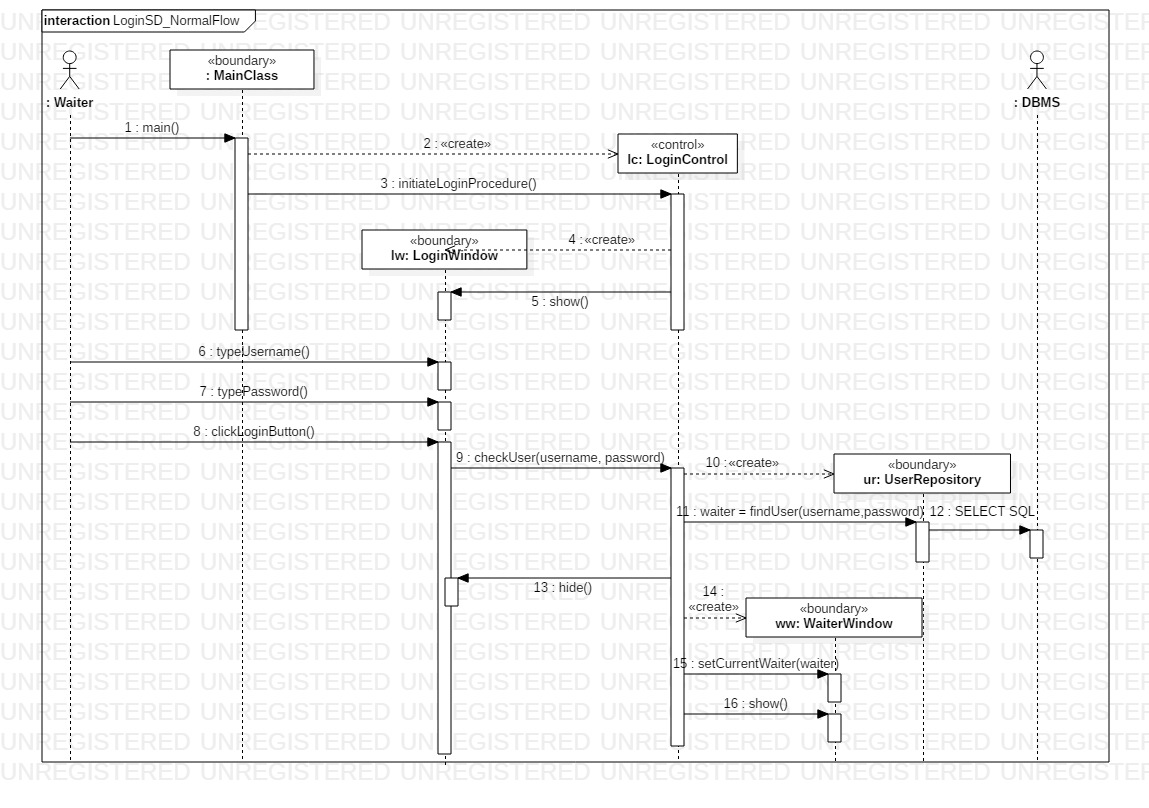 interaction LoginSD_NormalFlow
«boundary»
: MainClass
: Waiter
: DBMS
1 : main()
2 : «create»
«control»
lc: LoginControl
3 : initiateLoginProcedure()
«boundary»
lw: LoginWindow
4 : «create»
5 : show()
6 : typeUsername()
7 : typePassword()
8 : clickLoginButton()
9 : checkUser(username, password)
10 : «create»
«boundary»
ur: UserRepository
11 : waiter = findUser(username,password)
12 : SELECT SQL
13 : hide()
14 :
«create»
«boundary»
ww: WaiterWindow
15 : setCurrentWaiter(waiter)
16 : show()
UNREGISTERED UNREGISTERED UNREGISTERED UNREGISTERED UNREGISTERED UNREGISTERED